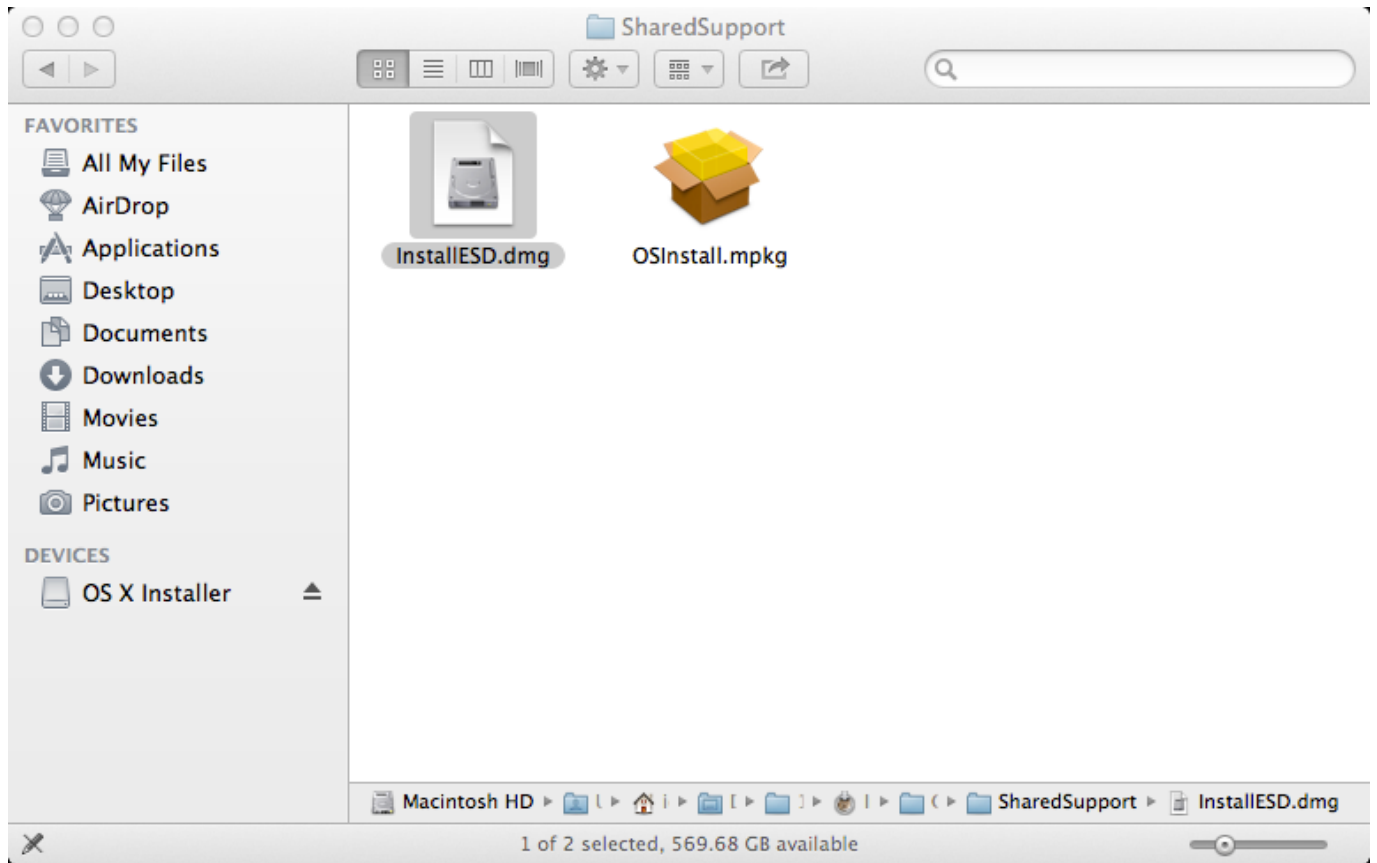 SharedSupport
FAVORITES
All My Files
AirDrop
Applications
Desktop
Documents
Downloads
Movies
Music
Pictures
DEVICES
OS X Installer
InstallESD.dmg
OSInstall.mpkg
Macintosh HD SharedSupport InstallESD.dmg
1 of 2 selected, 569.68 GB available